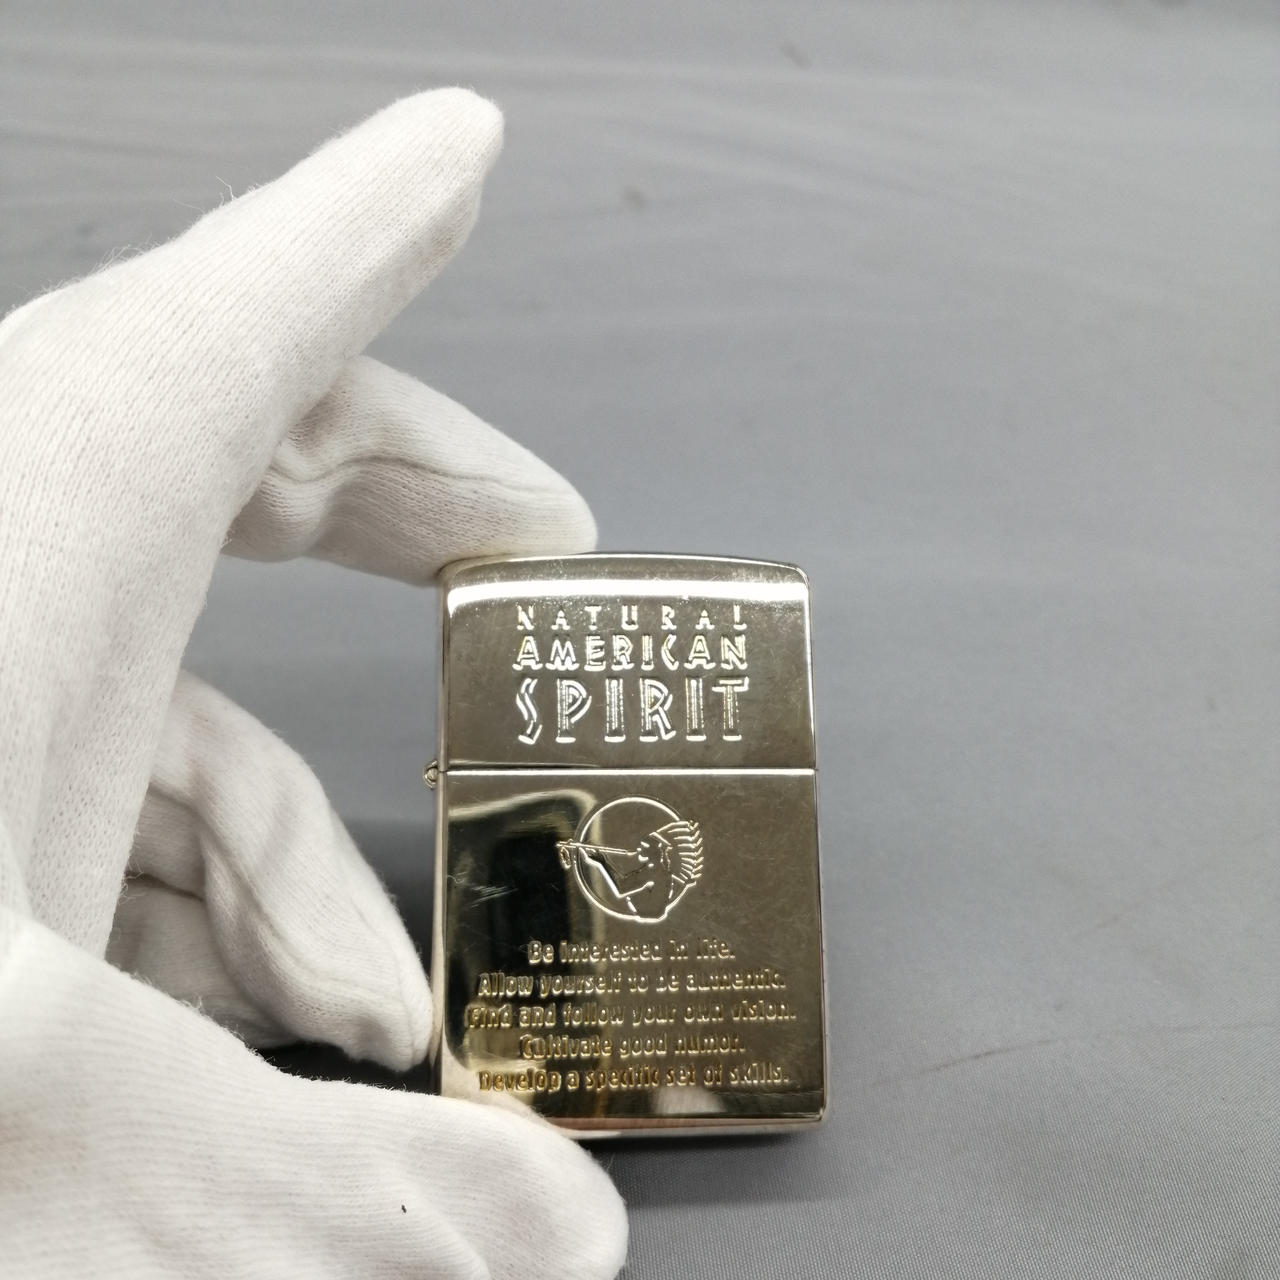 NATURAL
AMERICAN
SPIRIT
Be interested in life.
Allow yourself to be authentic.
Find and follow your own vision.
Cultivate good humor.
Develop a specific set of skills.